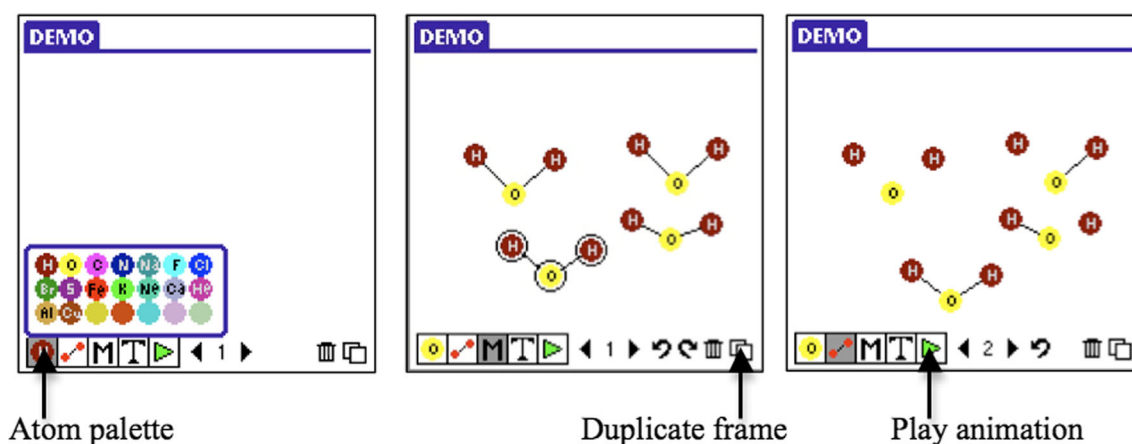 DEMO
H O C N Na F Cl
Br S Fe K Ne Ca He
Al Cu
H M T 1
DEMO
H H H H
O O
H H
O
H H
O
O M T 1
DEMO
H H H H
O O
H H
O
H H
O
O M T 2
Atom palette
Duplicate frame
Play animation